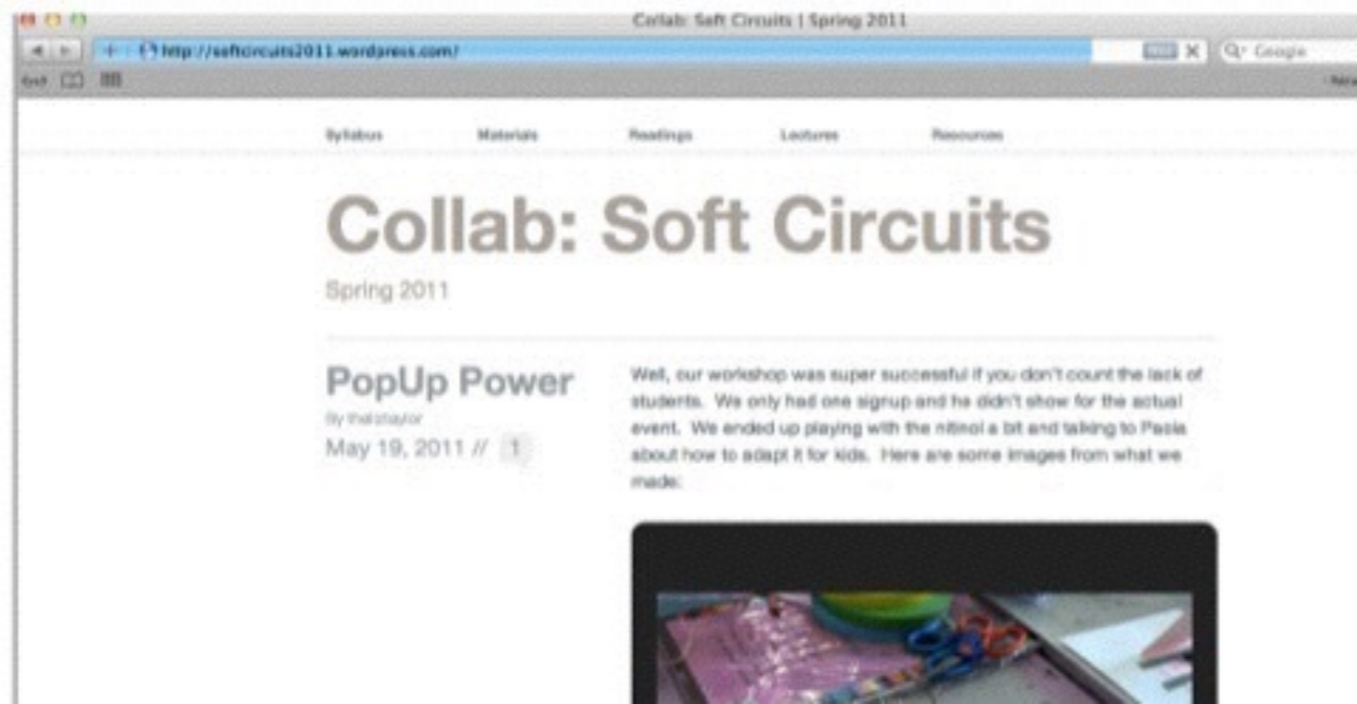 Collab: Soft Circuits | Spring 2011
http://softcircuits2011.wordpress.com/
Google
Syllabus Materials Readings Lectures Resources
Collab: Soft Circuits
Spring 2011
PopUp Power
Well, our workshop was super successful if you don't count the lack of
By
students. We only had one signup and he didn't show for the actual
May 19, 2011 // 1
event. We ended up playing with the nitinol a bit and talking to
about how to adapt it for kids. Here are some images from what we
made: